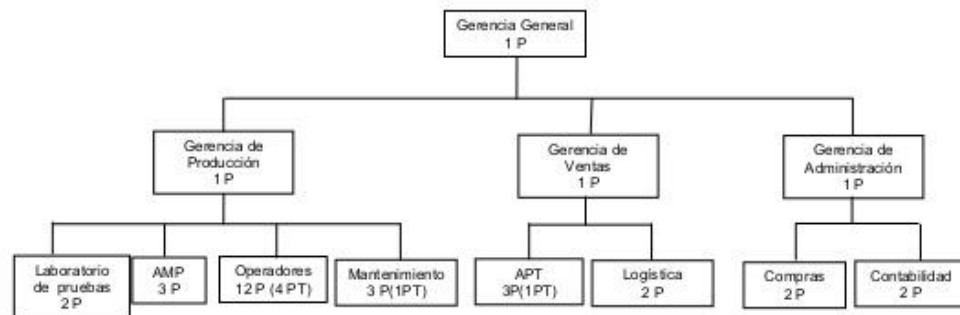 Gerencia General
1 P
Gerencia de
Producción
1 P
Gerencia de
Ventas
1 P
Gerencia de
Administración
1 P
Laboratorio
de pruebas
2 P
AMP
3 P
Operadores
12 P (4 PT)
Mantenimiento
3 P(1PT)
APT
3P(1PT)
Logística
2 P
Compras
2 P
Contabilidad
2 P